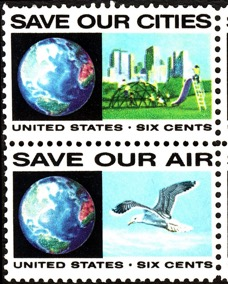 SAVE OUR CITIES
UNITED STATES · SIX CENTS
SAVE OUR AIR
UNITED STATES · SIX CENTS